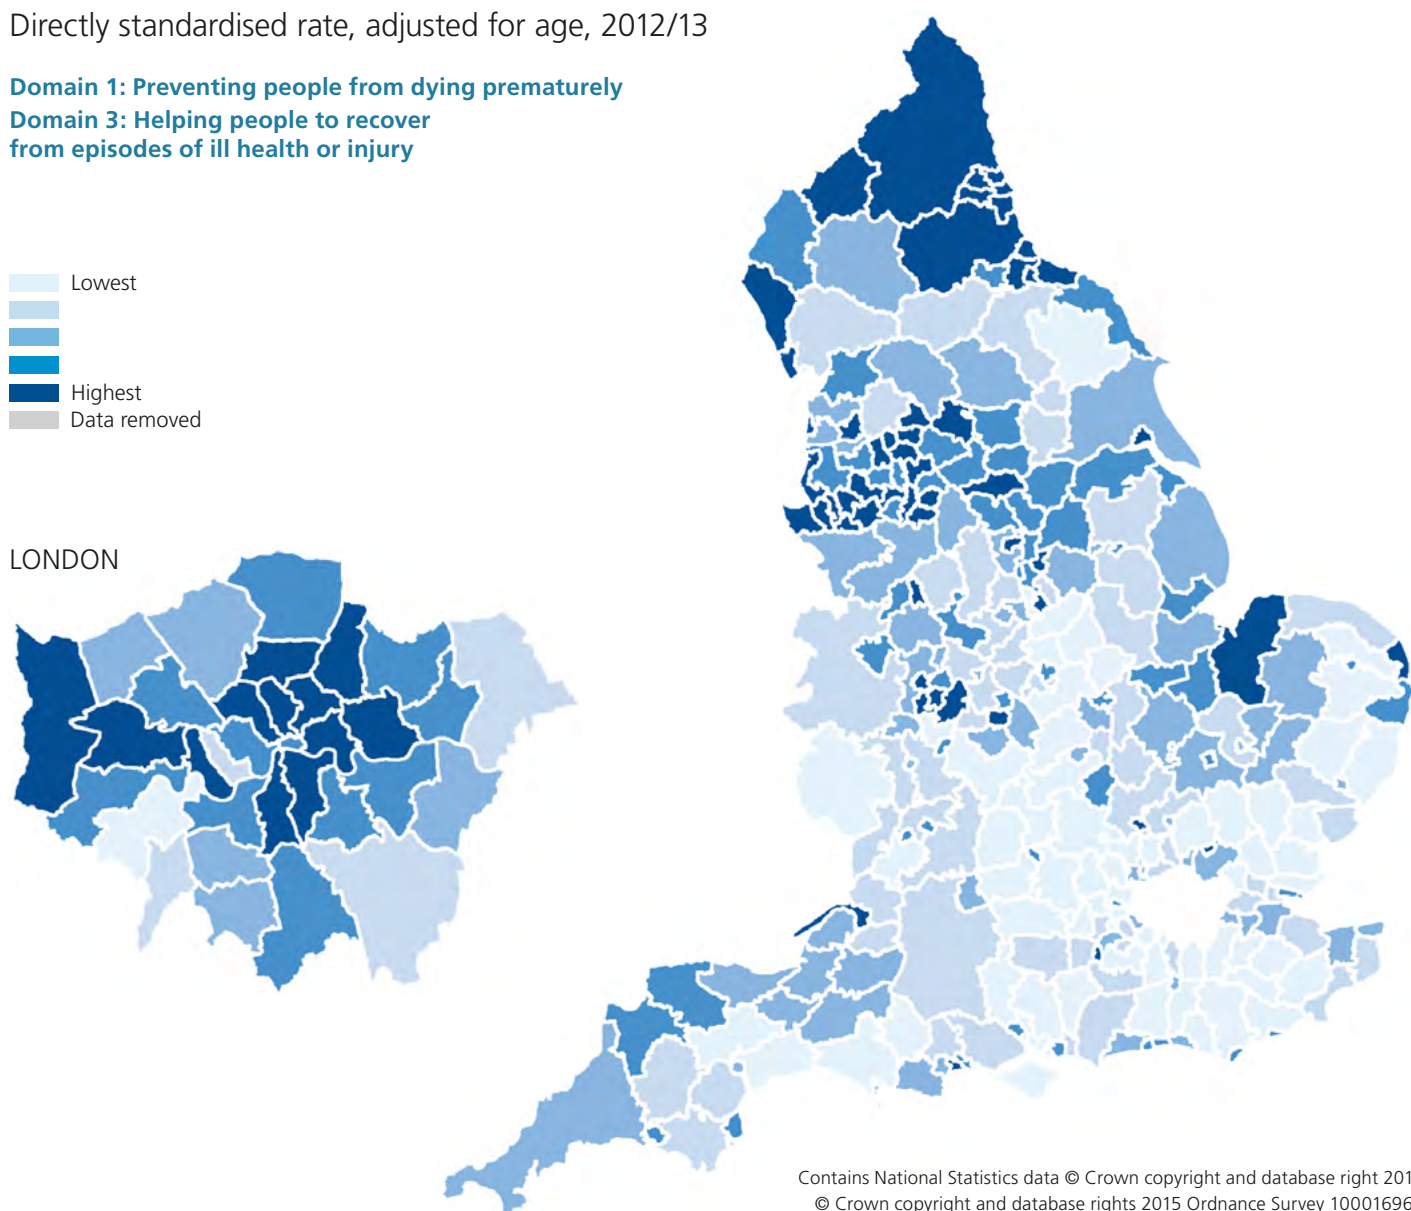 Directly standardised rate, adjusted for age, 2012/13
Domain 1: Preventing people from dying prematurely
Domain 3: Helping people to recover
from episodes of ill health or injury
Lowest
Highest
Data removed
LONDON
Contains National Statistics data © Crown copyright and database right 201
© Crown copyright and database rights 2015 Ordnance Survey 10001696